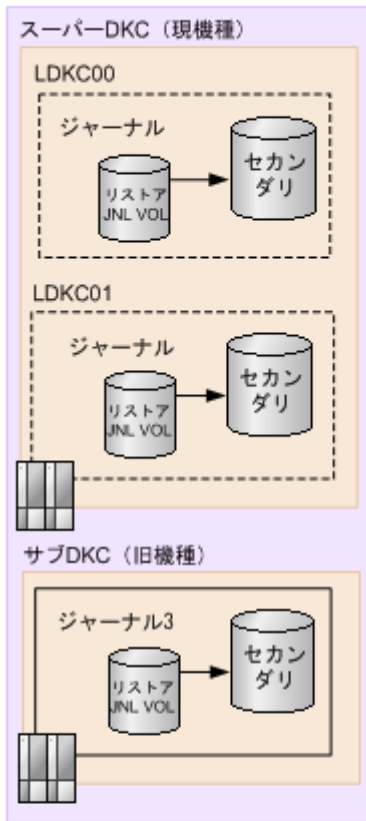 スーパーDKC（現機種）
LDKC00
ジャーナル
リストア
JNL VOL
セカン
ダリ
LDKC01
ジャーナル
リストア
JNL VOL
セカン
ダリ
サブDKC（旧機種）
ジャーナル3
リストア
JNL VOL
セカン
ダリ